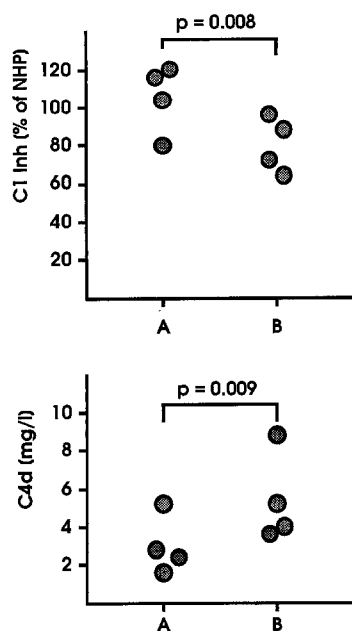 p = 0.008
C1 Inh (% of NHP)
120
100
80
60
40
20
A B
p = 0.009
C4d (mg/l)
10
8
6
4
2
A B